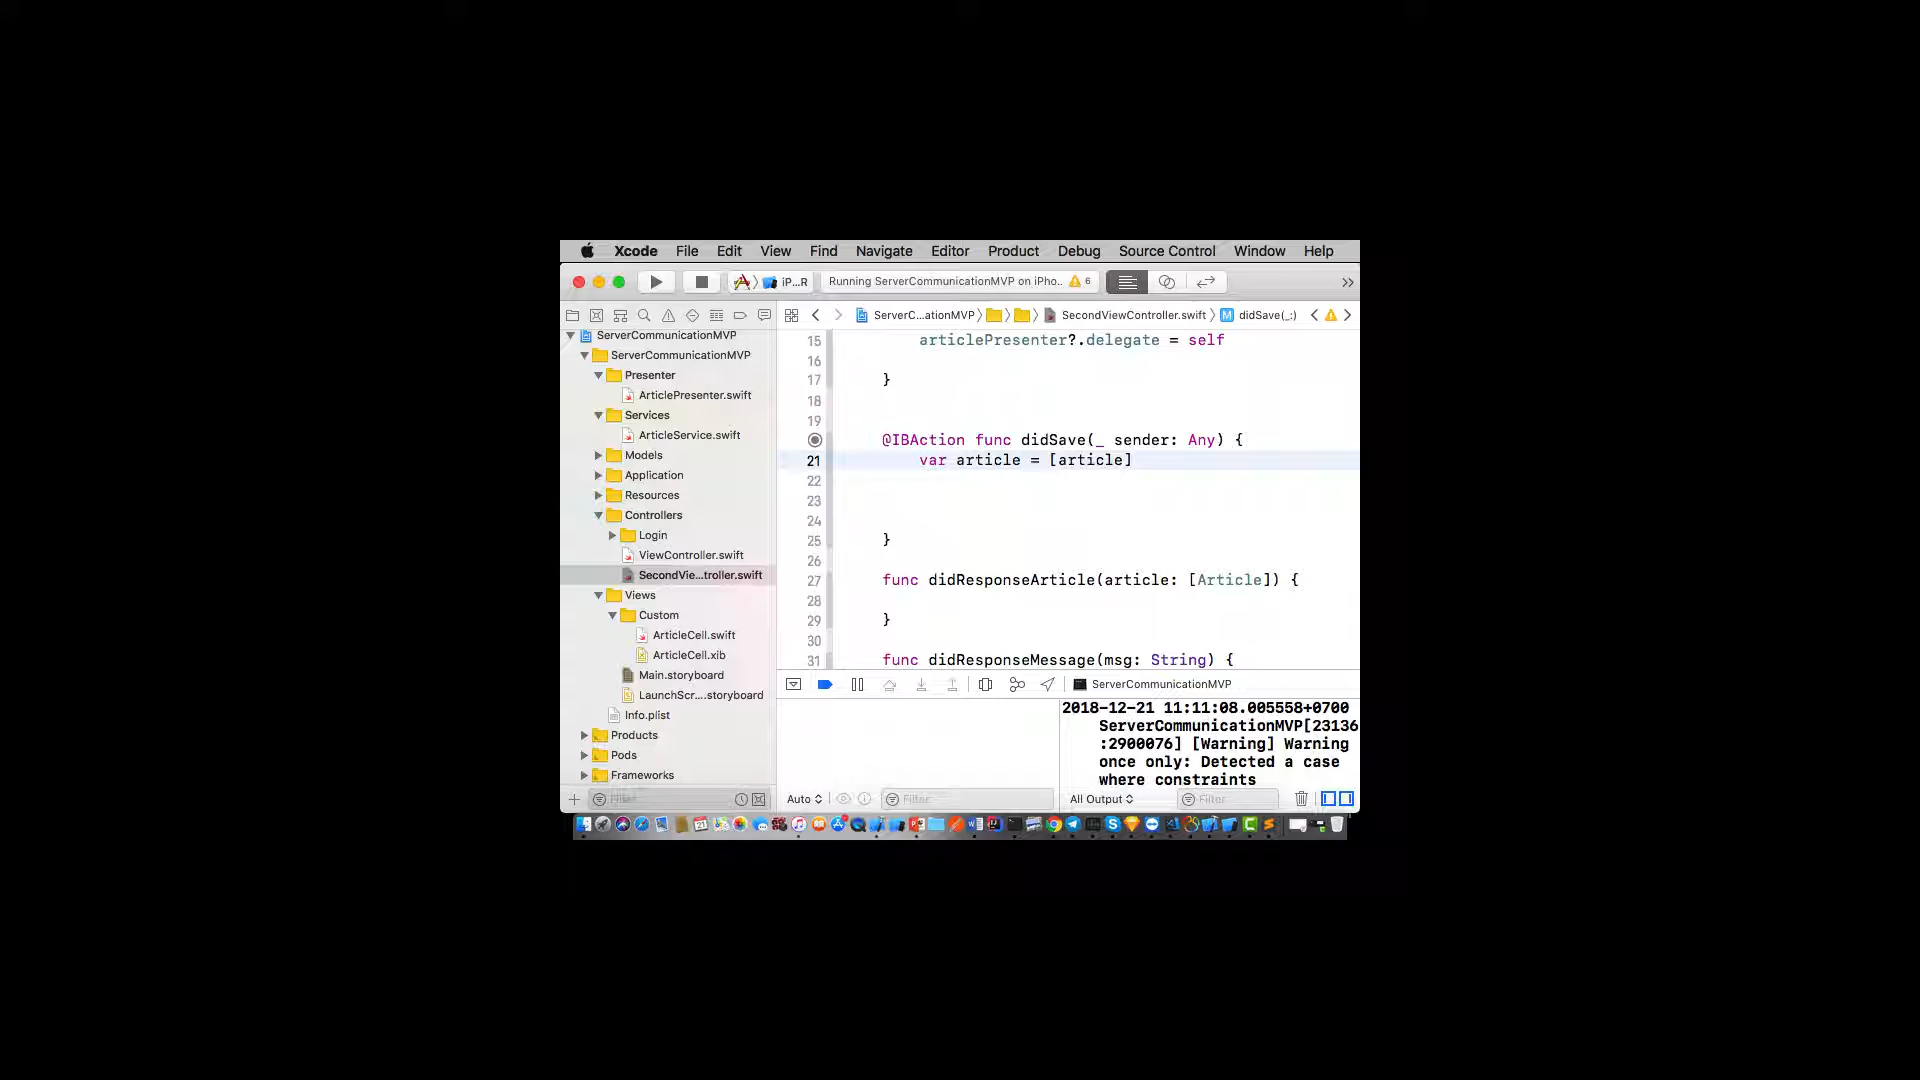 Xcode File Edit View Find Navigate Editor Product Debug Source Control Window Help
iP...R Running ServerCommunicationMVP on iPho... 6
ServerC...ationMVP SecondViewController.swift M didSave(_:)
ServerCommunicationMVP
ServerCommunicationMVP
Presenter
ArticlePresenter.swift
Services
ArticleService.swift
Models
Application
Resources
Controllers
Login
ViewController.swift
SecondVie...troller.swift
Views
Custom
ArticleCell.swift
ArticleCell.xib
Main.storyboard
LaunchScr....storyboard
Info.plist
Products
Pods
Frameworks
Filter
15 articlePresenter?.delegate = self
16
17 }
18
19
@IBAction func didSave(_ sender: Any) {
21 var article = [article]
22
23
24
25 }
26
27 func didResponseArticle(article: [Article]) {
28
29 }
30
31 func didResponseMessage(msg: String) {
ServerCommunicationMVP
2018-12-21 11:11:08.005558+0700
ServerCommunicationMVP[23136
:2900076] [Warning] Warning
once only: Detected a case
where constraints
Auto Filter
All Output Filter